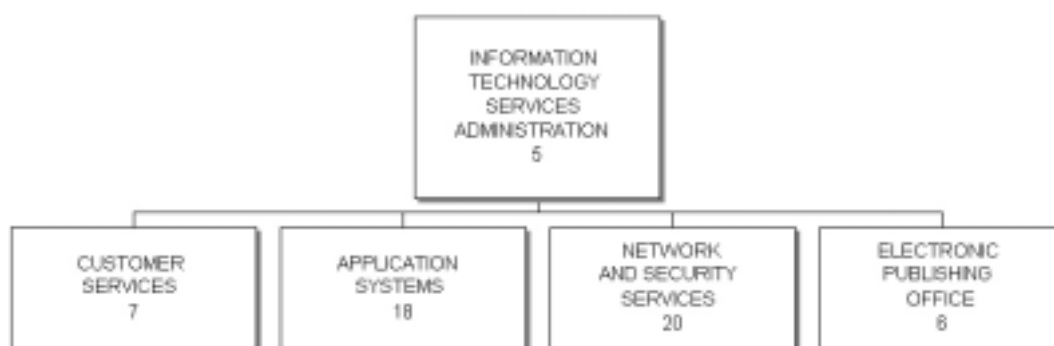 INFORMATION
TECHNOLOGY
SERVICES
ADMINISTRATION
5
CUSTOMER
SERVICES
7
APPLICATION
SYSTEMS
18
NETWORK
AND SECURITY
SERVICES
20
ELECTRONIC
PUBLISHING
OFFICE
6